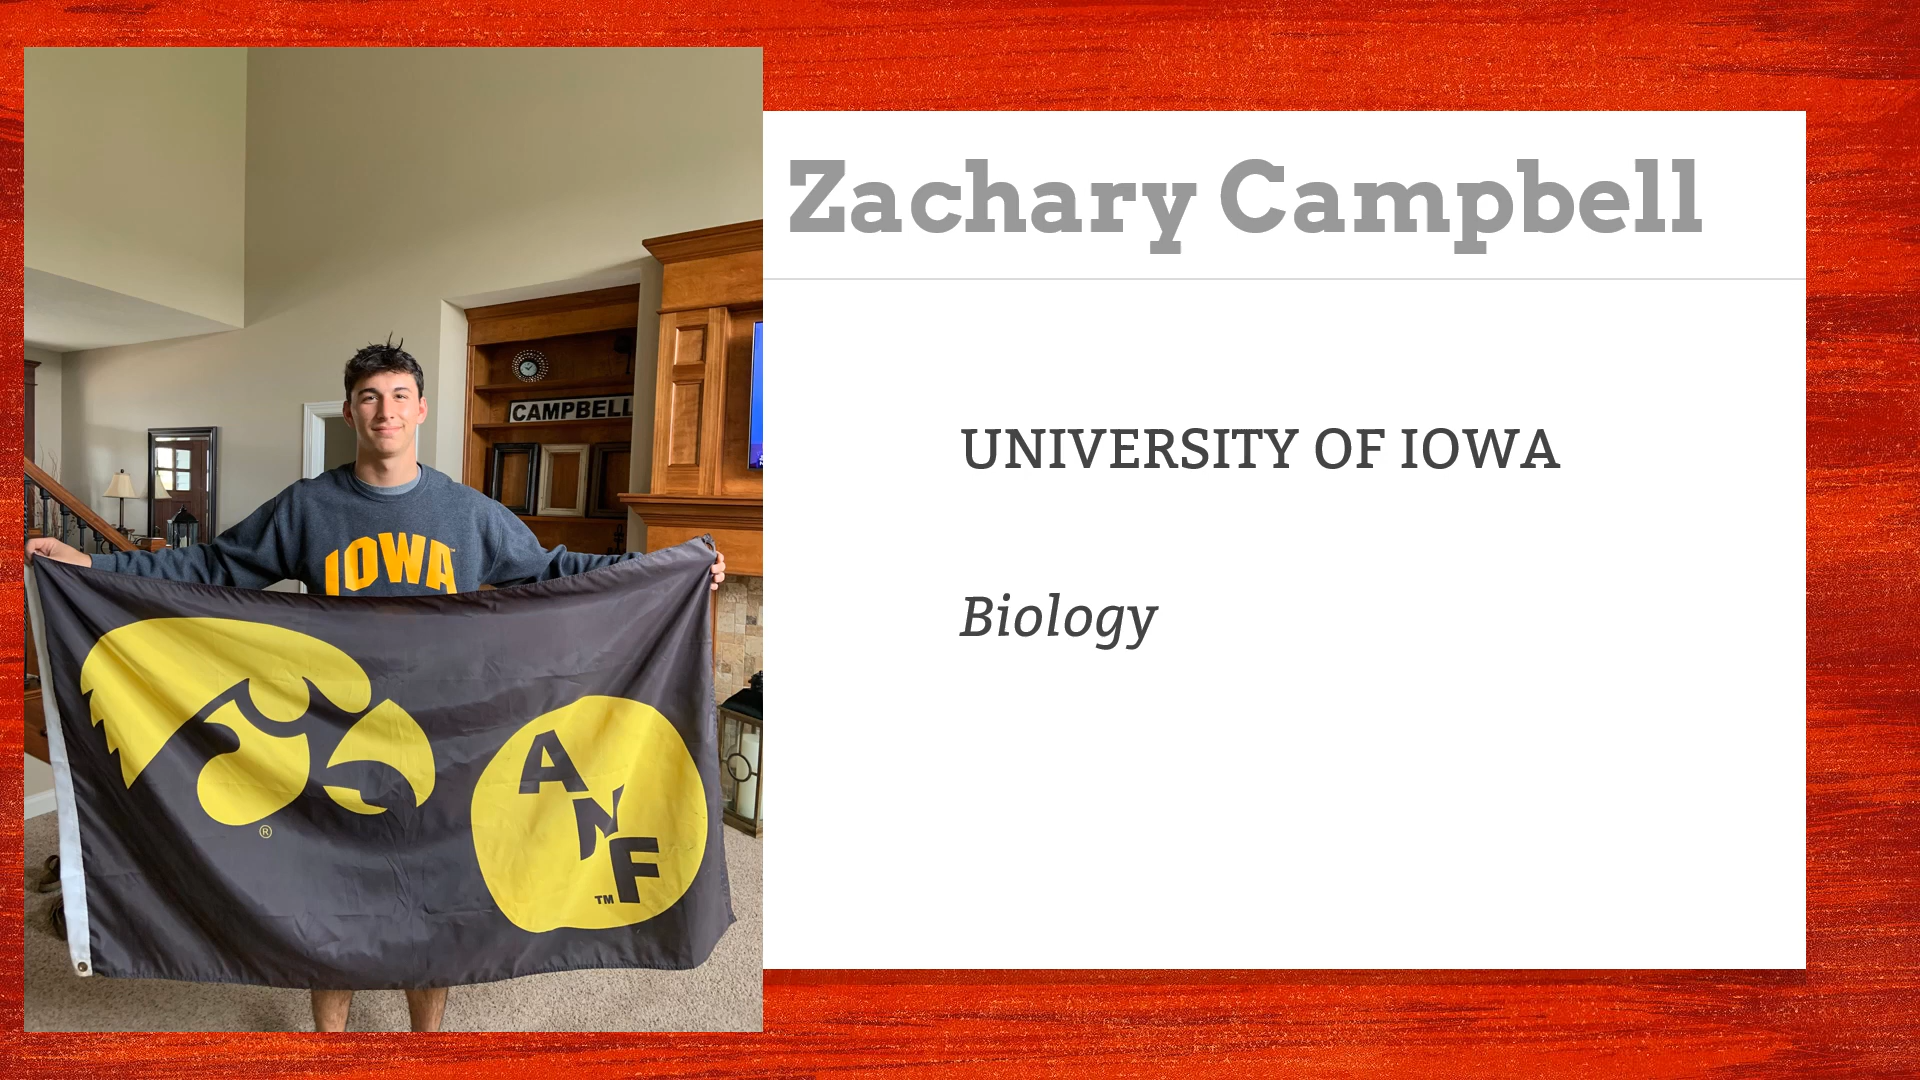 Zachary Campbell
UNIVERSITY OF IOWA
Biology
CAMPBELL
IOWA
®
A
N
F
TM